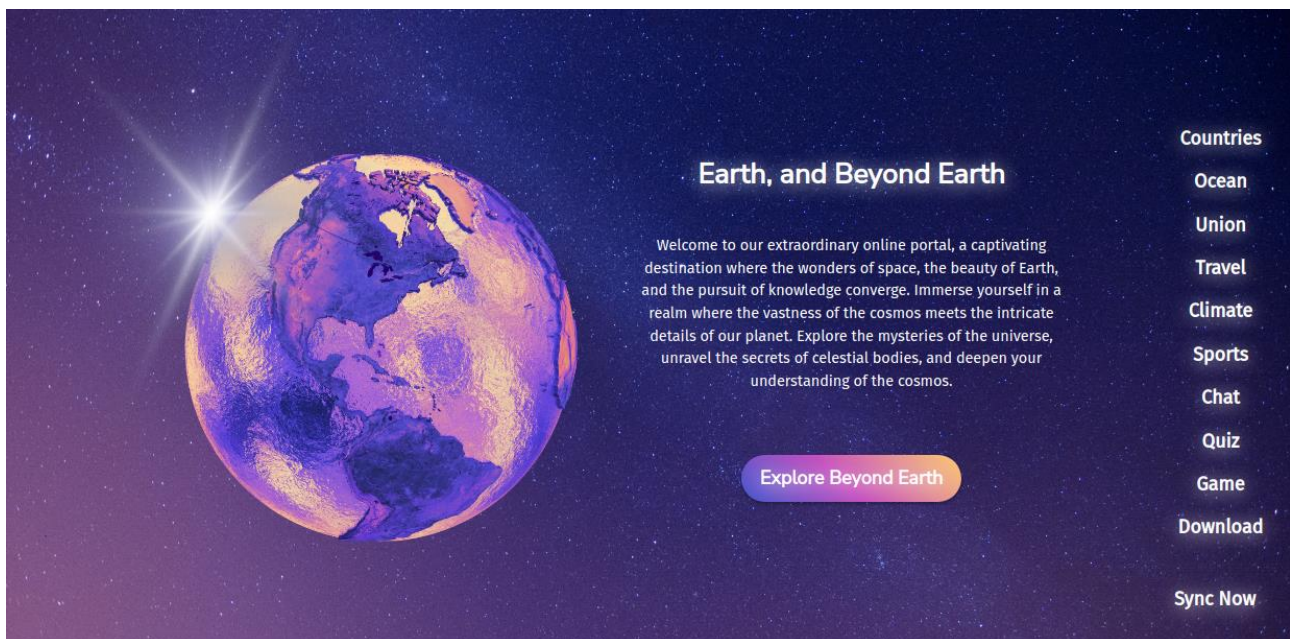 Earth, and Beyond Earth
Welcome to our extraordinary online portal, a captivating
destination where the wonders of space, the beauty of Earth,
and the pursuit of knowledge converge. Immerse yourself in a
realm where the vastness of the cosmos meets the intricate
details of our planet. Explore the mysteries of the universe,
unravel the secrets of celestial bodies, and deepen your
understanding of the cosmos.
Explore Beyond Earth
Countries
Ocean
Union
Travel
Climate
Sports
Chat
Quiz
Game
Download
Sync Now